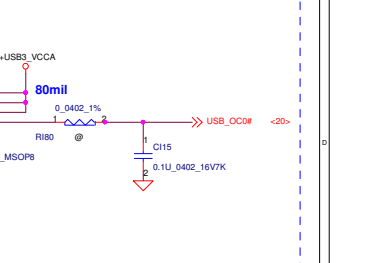 +USB3_VCCA
80mil
0_0402_1%
1
2
USB_OC0#
<20>
RI80
@
1
CI15
D
_MSOP8
0.1U_0402_16V7K
2